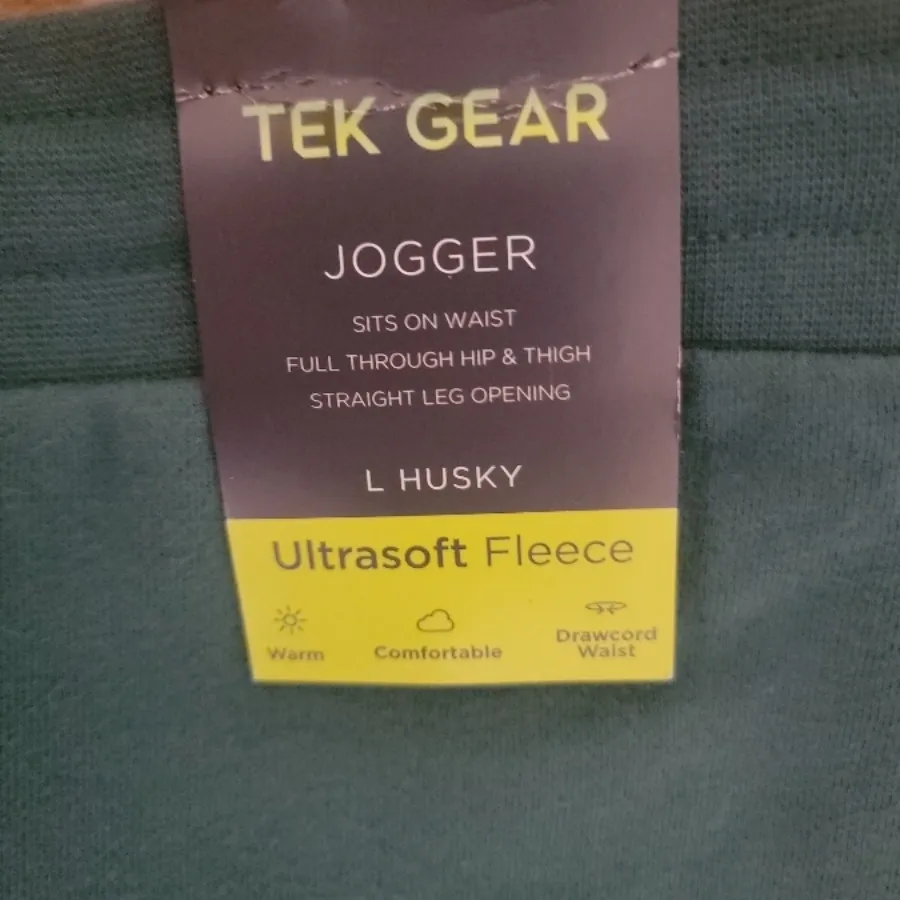 TEK GEAR
JOGGER
SITS ON WAIST
FULL THROUGH HIP & THIGH
STRAIGHT LEG OPENING
L HUSKY
Ultrasoft Fleece
Warm
Comfortable
Drawcord
Waist